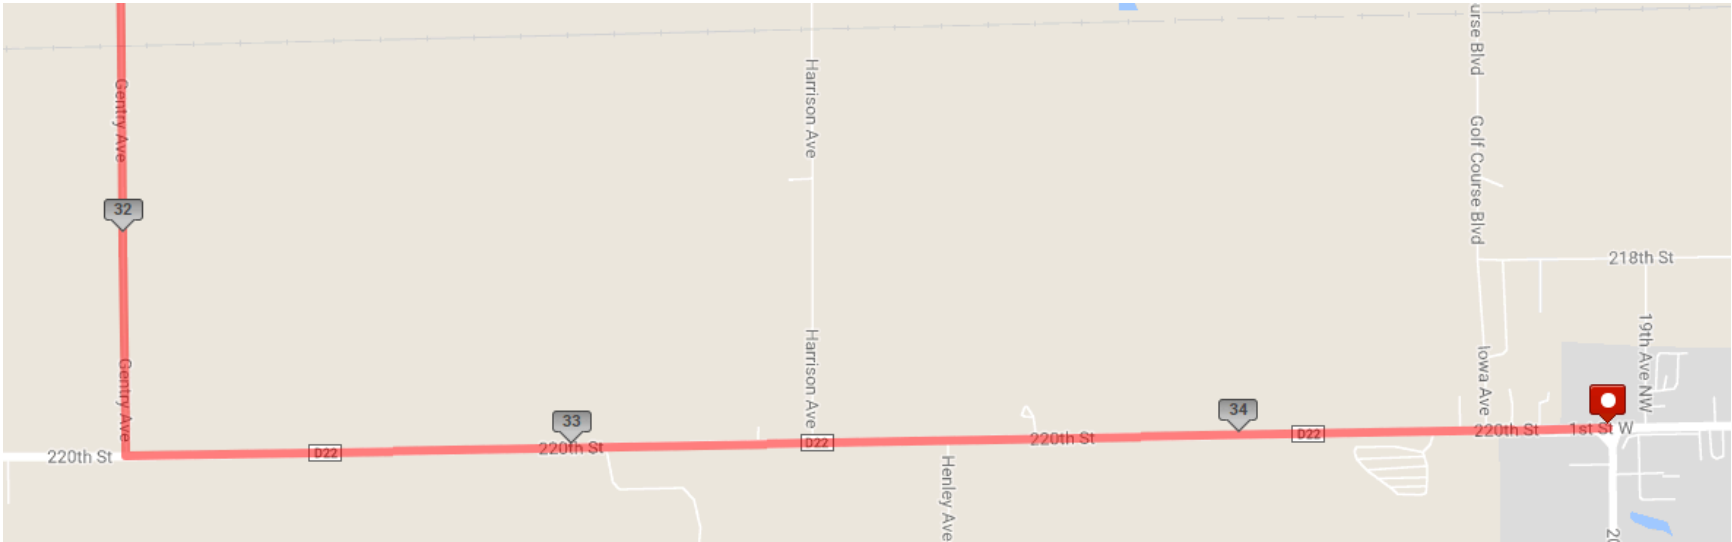 urse Blvd
Gentry Ave
Harrison Ave
Golf Course Blvd
32
218th St
19th Ave NW
Harrison Ave
Iowa Ave
Gentry Ave
33
34
220th St
D22
220th St
D22
220th St
D22
220th St
1st St W
Henley Ave
20